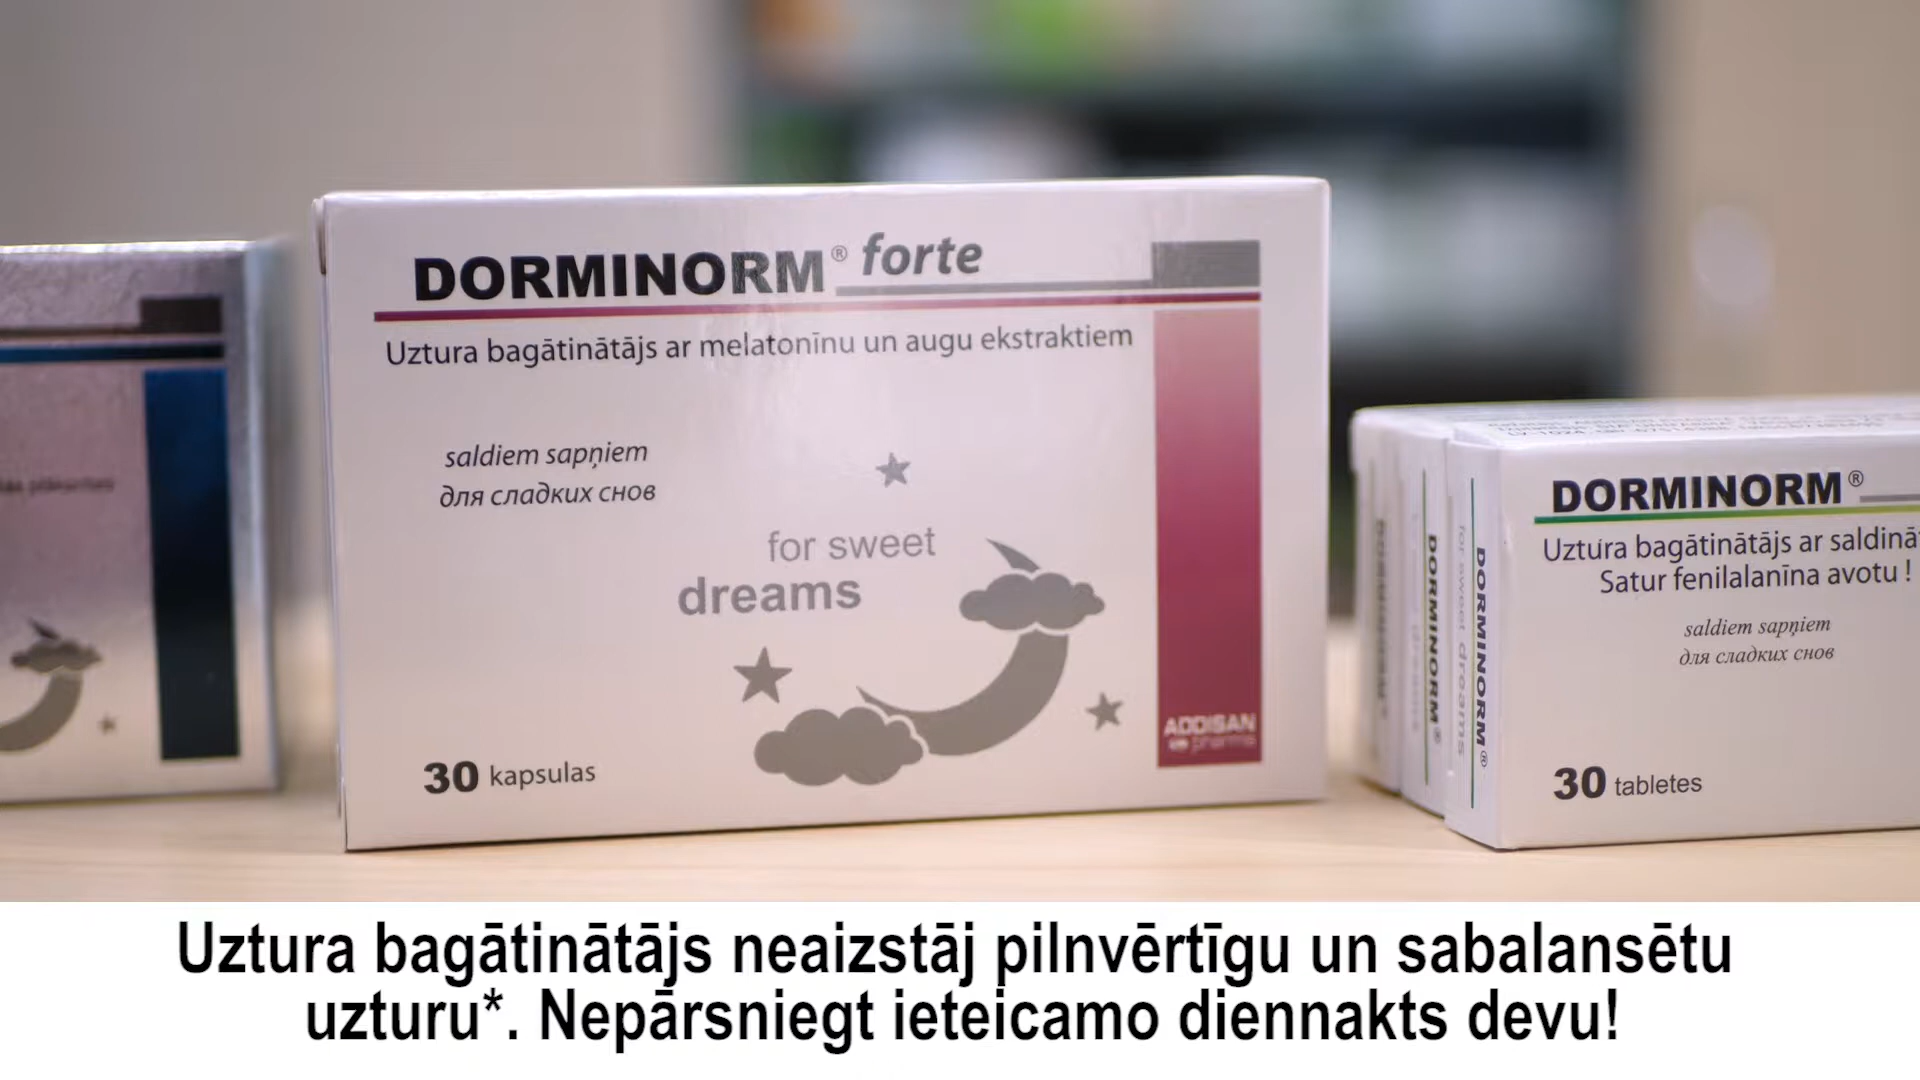 DORMINORM® forte
Uztura bagātinātājs ar melatonīnu un augu ekstraktiem
saldiem sapņiem
для сладких снов
for sweet
dreams
30 kapsulas
ADDISAN
pharma
DORMINORM®
Uztura bagātinātājs ar
Satur fenilalanīna avotu !
saldiem sapņiem
для сладких снов
30 tabletes
DORMINORM®
for sweet dreams
DORMINORM®
Uztura bagātinātājs neaizstāj pilnvērtīgu un sabalansētu
uzturu*. Nepārsniegt ieteicamo diennakts devu!